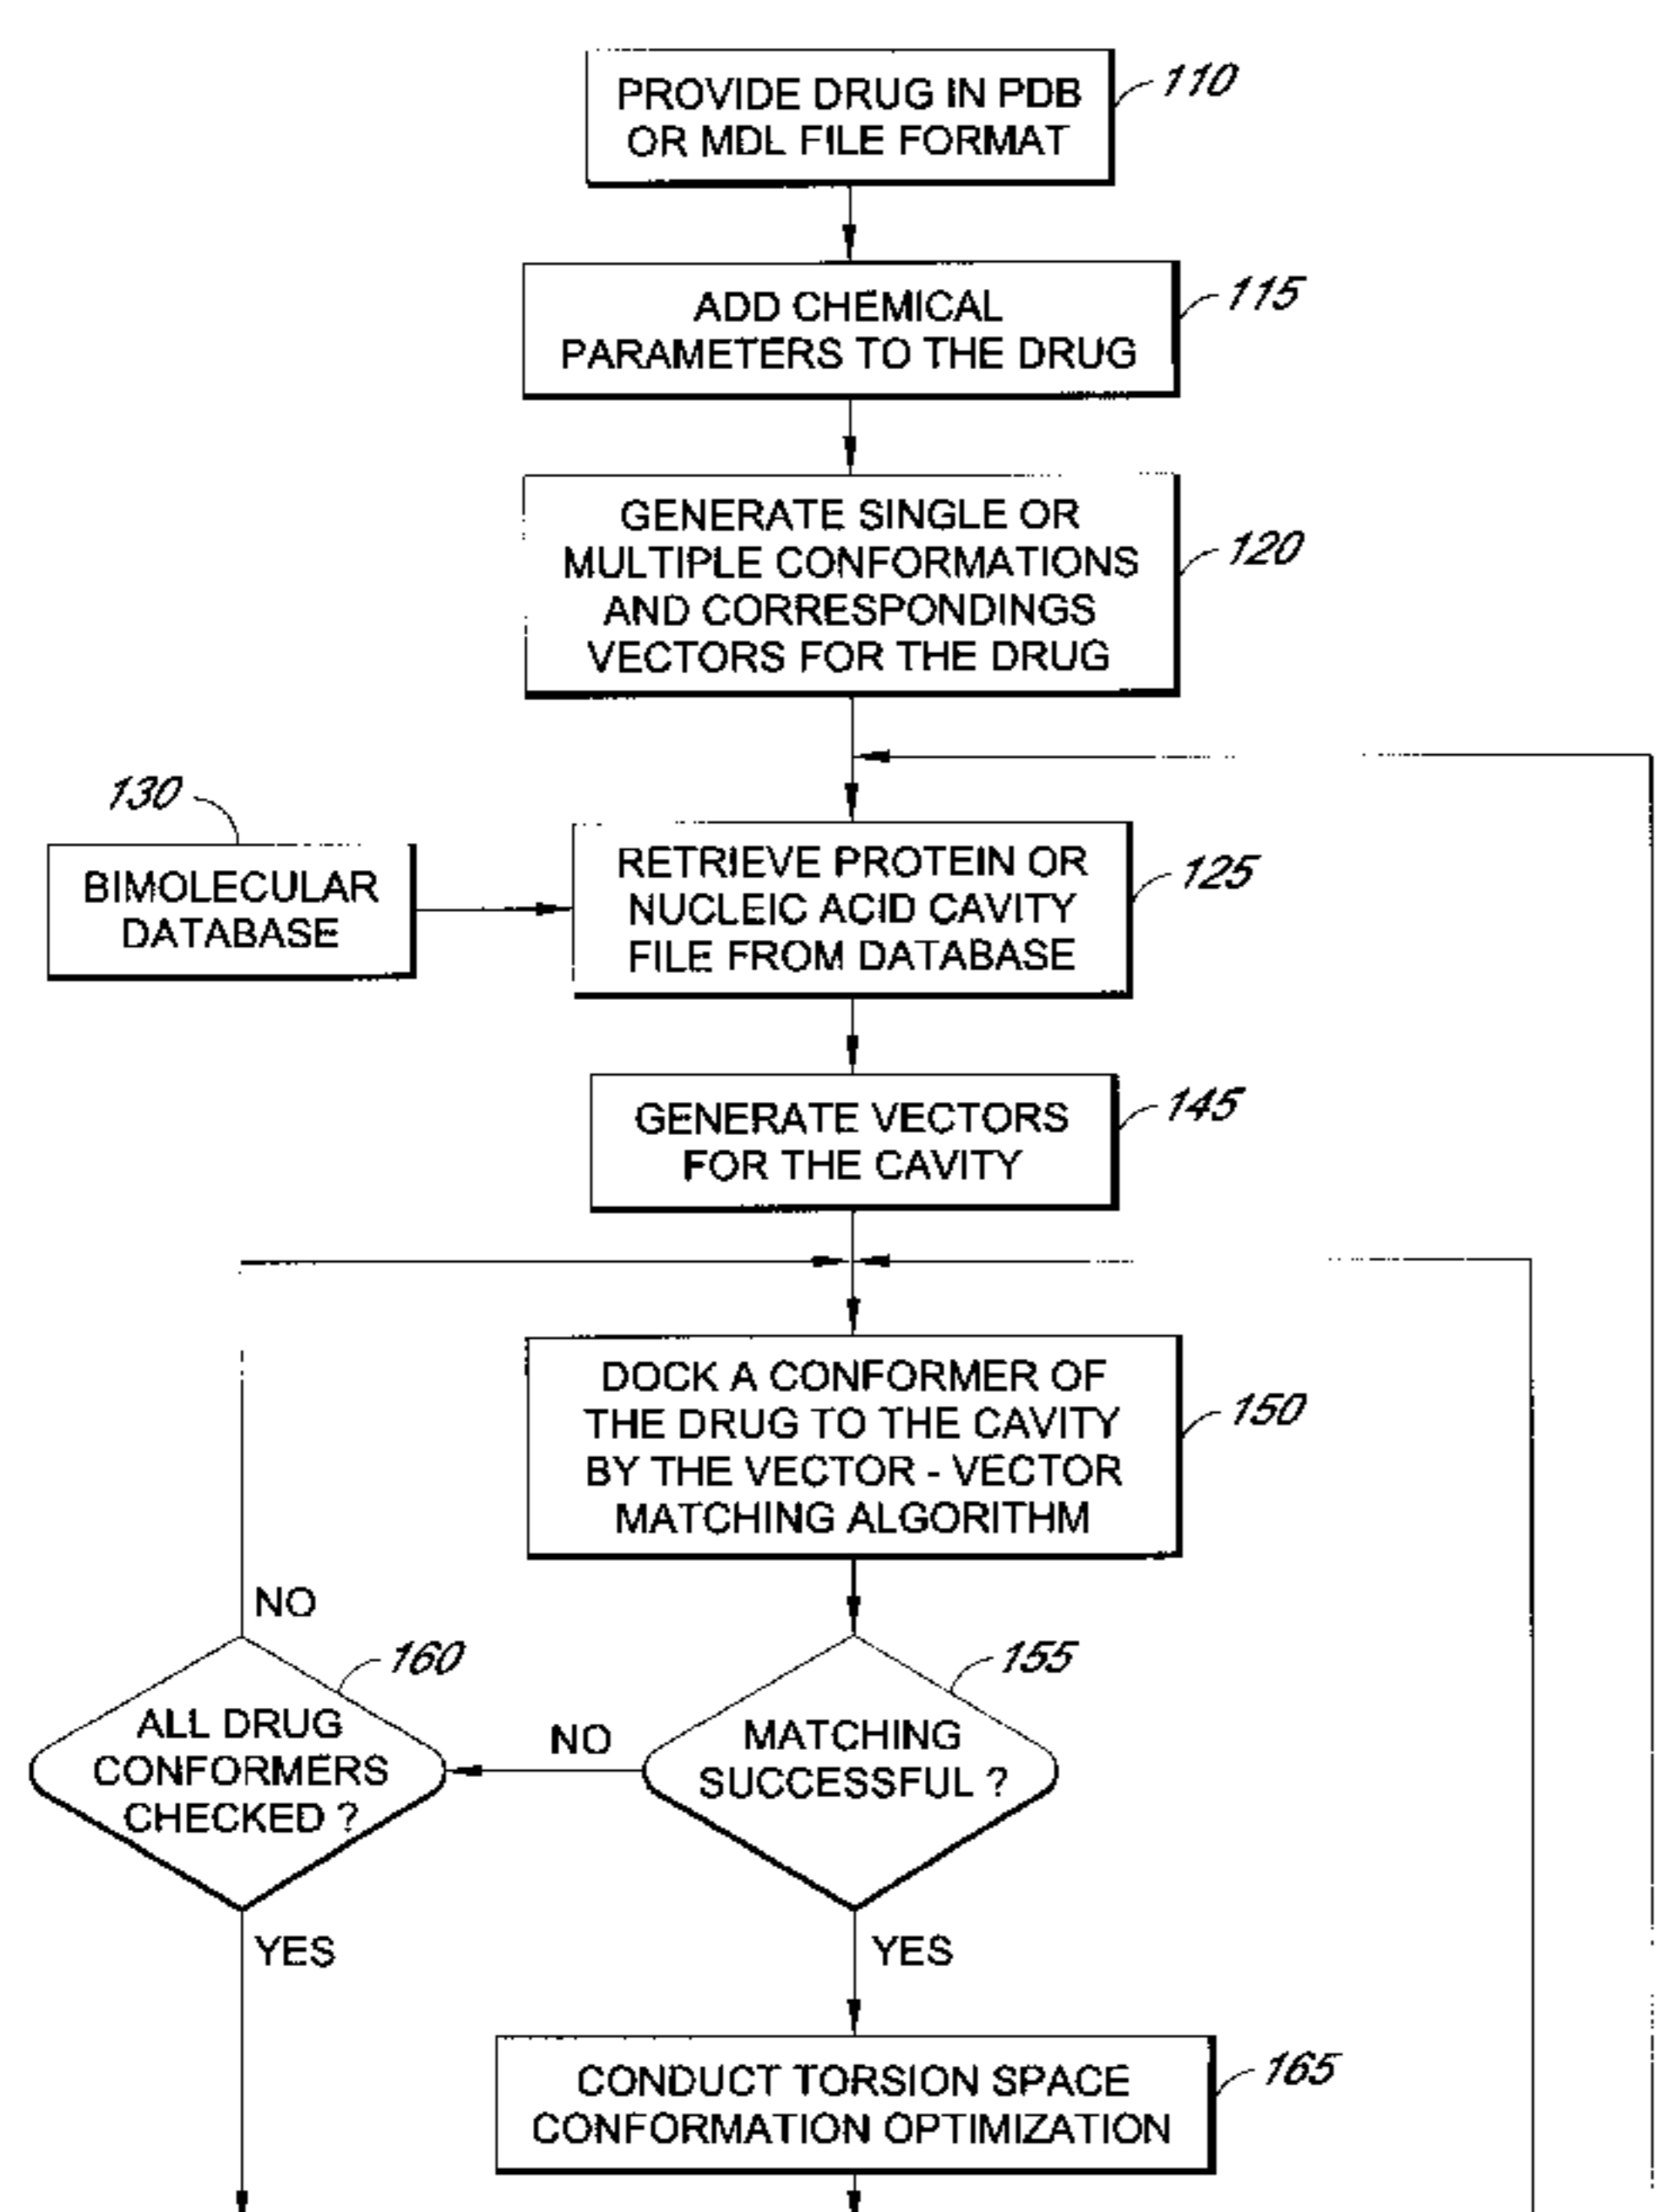 PROVIDE DRUG IN PDB
OR MDL FILE FORMAT
110
ADD CHEMICAL
PARAMETERS TO THE DRUG
115
GENERATE SINGLE OR
MULTIPLE CONFORMATIONS
AND CORRESPONDINGS
VECTORS FOR THE DRUG
120
130
BIMOLECULAR
DATABASE
RETRIEVE PROTEIN OR
NUCLEIC ACID CAVITY
FILE FROM DATABASE
125
GENERATE VECTORS
FOR THE CAVITY
145
DOCK A CONFORMER OF
THE DRUG TO THE CAVITY
BY THE VECTOR - VECTOR
MATCHING ALGORITHM
150
NO
160
ALL DRUG
CONFORMERS
CHECKED ?
NO
155
MATCHING
SUCCESSFUL ?
YES
YES
CONDUCT TORSION SPACE
CONFORMATION OPTIMIZATION
165